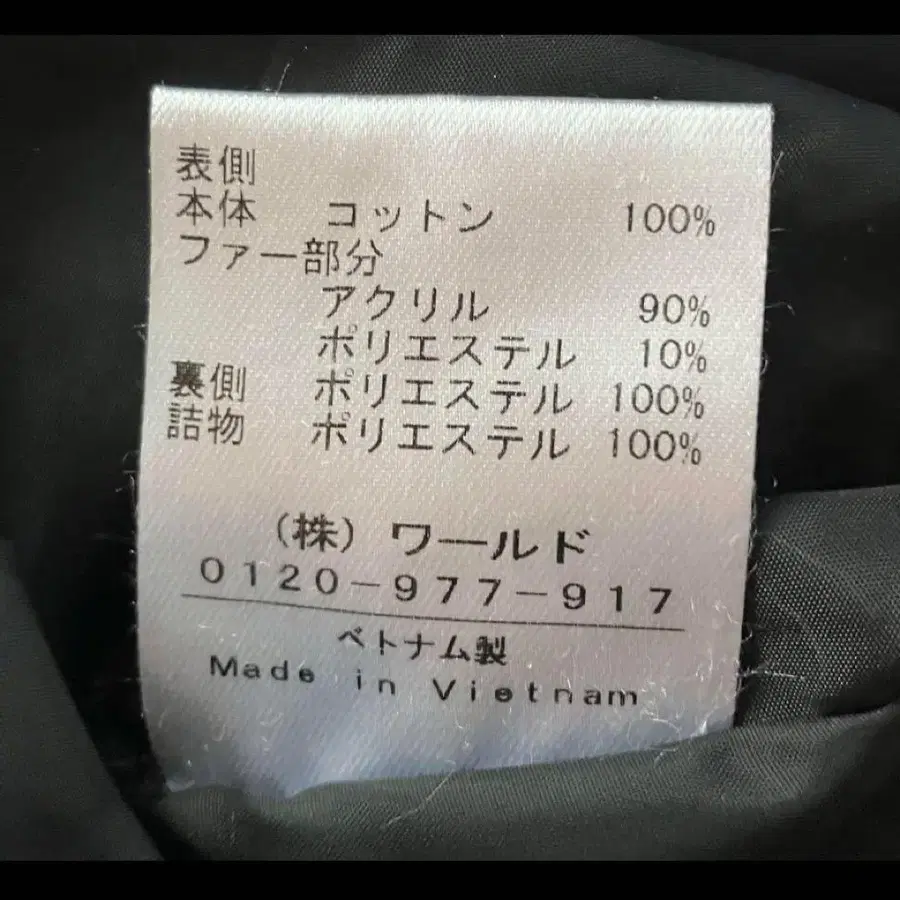 表側
本体 コットン 100%
ファー部分
アクリル 90%
ポリエステル 10%
裏側 ポリエステル 100%
詰物 ポリエステル 100%
(株) ワールド
0120-977-917
ベトナム製
Made in Vietnam